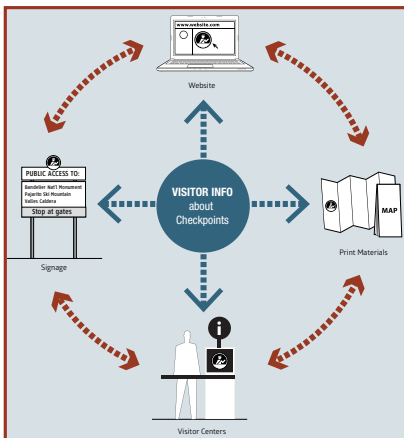 www.website.com
Website
PUBLIC ACCESS TO:
Bandelier Nat'l Monument
Pajarito Ski Mountain
Valles Caldera
Stop at gates
Signage
VISITOR INFO
about
Checkpoints
MAP
Print Materials
i
Visitor Centers